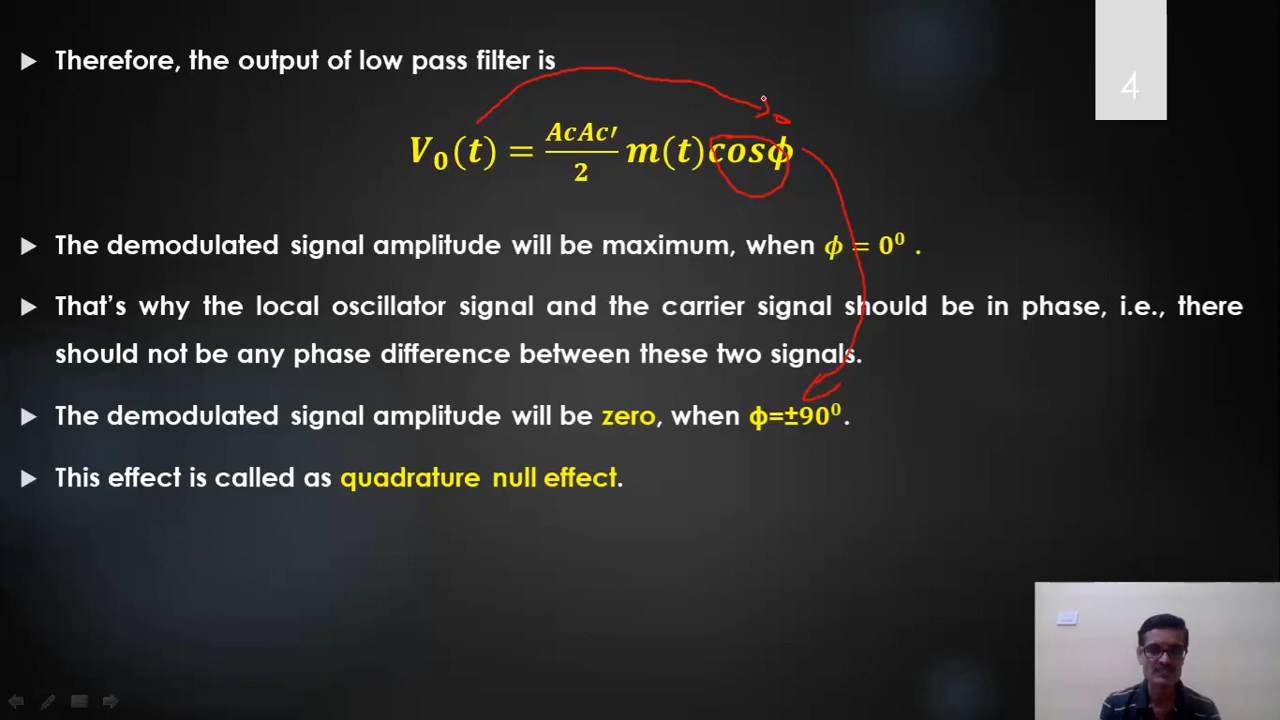 Therefore, the output of low pass filter is
4
V₀(t) = AcAc′/2 m(t)cosϕ
The demodulated signal amplitude will be maximum, when ϕ = 0⁰ .
That's why the local oscillator signal and the carrier signal should be in phase, i.e., there
should not be any phase difference between these two signals.
The demodulated signal amplitude will be zero, when ϕ=±90⁰.
This effect is called as quadrature null effect.